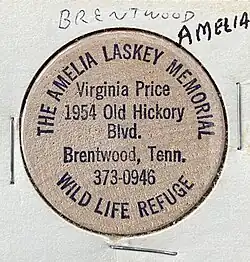 BRENTWOOD
AMELIA
THE AMELIA LASKEY MEMORIAL
Virginia Price
1954 Old Hickory
Blvd.
Brentwood, Tenn.
373-0946
WILD LIFE REFUGE